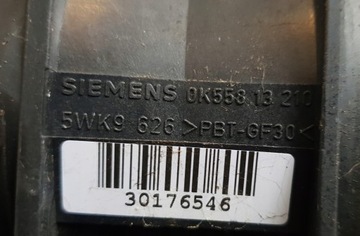 SIEMENS 0K558 13 210
5WK9 626 >PBT-GF30<
30176546